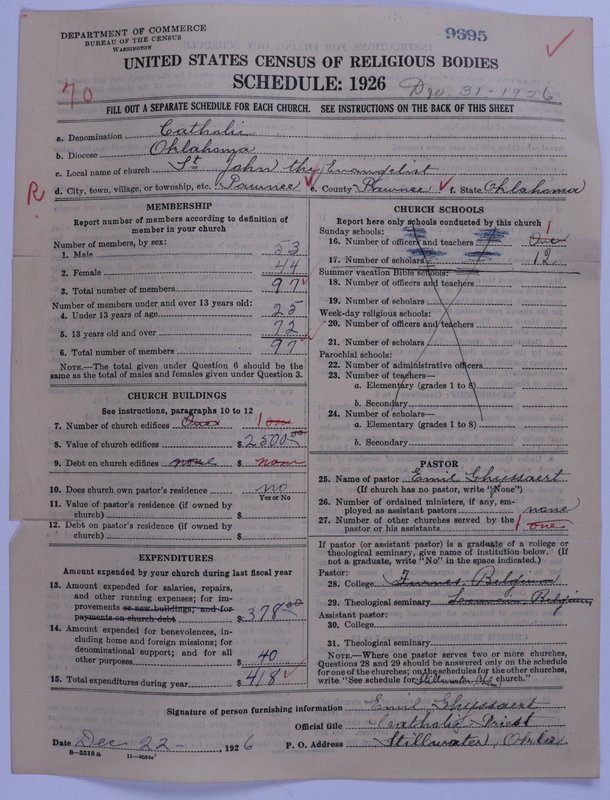 DEPARTMENT OF COMMERCE
BUREAU OF THE CENSUS
WASHINGTON
9695
UNITED STATES CENSUS OF RELIGIOUS BODIES
SCHEDULE: 1926
Dec. 31-1926
70
FILL OUT A SEPARATE SCHEDULE FOR EACH CHURCH. SEE INSTRUCTIONS ON THE BACK OF THIS SHEET
a. Denomination Catholic
b. Diocese Oklahoma
c. Local name of church St John the Evangelist
R
d. City, town, village, or township, etc. Pawnee e. County Pawnee f. State Oklahoma
MEMBERSHIP
Report number of members according to definition of
member in your church
Number of members, by sex:
1. Male 53
2. Female 44
3. Total number of members 97
Number of members under and over 13 years old:
4. Under 13 years of age 25
5. 13 years old and over 72
6. Total number of members 97
NOTE.—The total given under Question 6 should be
same as the total of males and females given under Question 3.
CHURCH BUILDINGS
See instructions, paragraphs 10 to 12
7. Number of church edifices One 1 one
8. Value of church edifices $ 2500.00
9. Debt on church edifices none $ none
10. Does church own pastor's residence no
Yes or No
11. Value of pastor's residence (if owned by
church) $
12. Debt on pastor's residence (if owned by
church) $
EXPENDITURES
Amount expended by your church during last fiscal year
13. Amount expended for salaries, repairs,
and other running expenses; for im-
provements or new buildings; and for
payments on church debt $ 378.00
14. Amount expended for benevolences, in-
cluding home and foreign missions; for
denominational support; and for all
other purposes $ 40
15. Total expenditures during year $ 418
CHURCH SCHOOLS
Report here only schools conducted by this church
Sunday schools:
16. Number of officers and teachers One 1
17. Number of scholars 12
Summer vacation Bible schools:
18. Number of officers and teachers
19. Number of scholars
Week-day religious schools:
20. Number of officers and teachers
21. Number of scholars
Parochial schools:
22. Number of administrative officers
23. Number of teachers—
a. Elementary (grades 1 to 8)
b. Secondary
24. Number of scholars—
a. Elementary (grades 1 to 8)
b. Secondary
PASTOR
25. Name of pastor Emil Ghyssaert
(If church has no pastor, write "None")
26. Number of ordained ministers, if any, em-
ployed as assistant pastors none
27. Number of other churches served by the
pastor or his assistant 1 one
If pastor (or assistant pastor) is a graduate of a college or
theological seminary, give name of institution below. (If
not a graduate, write "No" in the space indicated.)
Pastor:
28. College Furnes, Belgium
29. Theological seminary Louvain, Belgium
Assistant pastor:
30. College
31. Theological seminary
NOTE.—Where one pastor serves two or more churches,
Questions 28 and 29 should be answered only on the schedule
for one of the churches; on the schedules for the other churches,
write "See schedule for Stillwater, Okla church."
Signature of person furnishing information Emil Ghyssaert
Official title Catholic Priest
Date Dec 22 - , 1926 P. O. Address Stillwater, Okla.
6—5518 a 11—9034